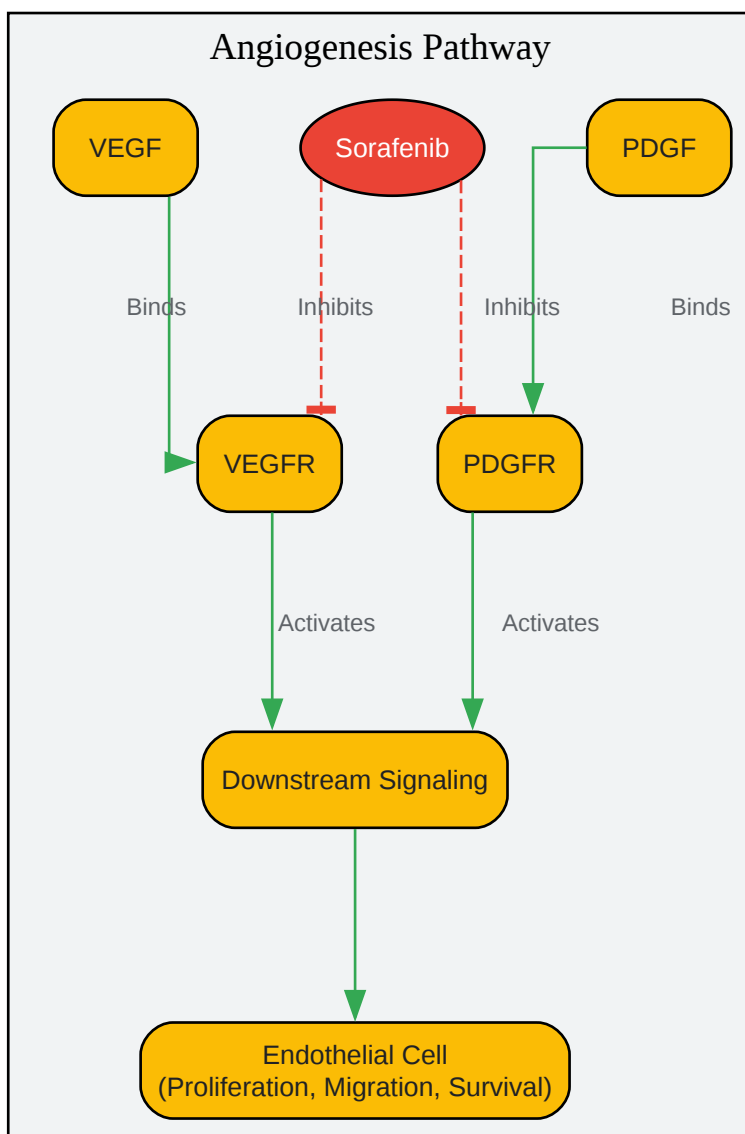 Angiogenesis Pathway
VEGF
Sorafenib
PDGF
Binds
Inhibits
Inhibits
Binds
VEGFR
PDGFR
Activates
Activates
Downstream Signaling
Endothelial Cell
(Proliferation, Migration, Survival)